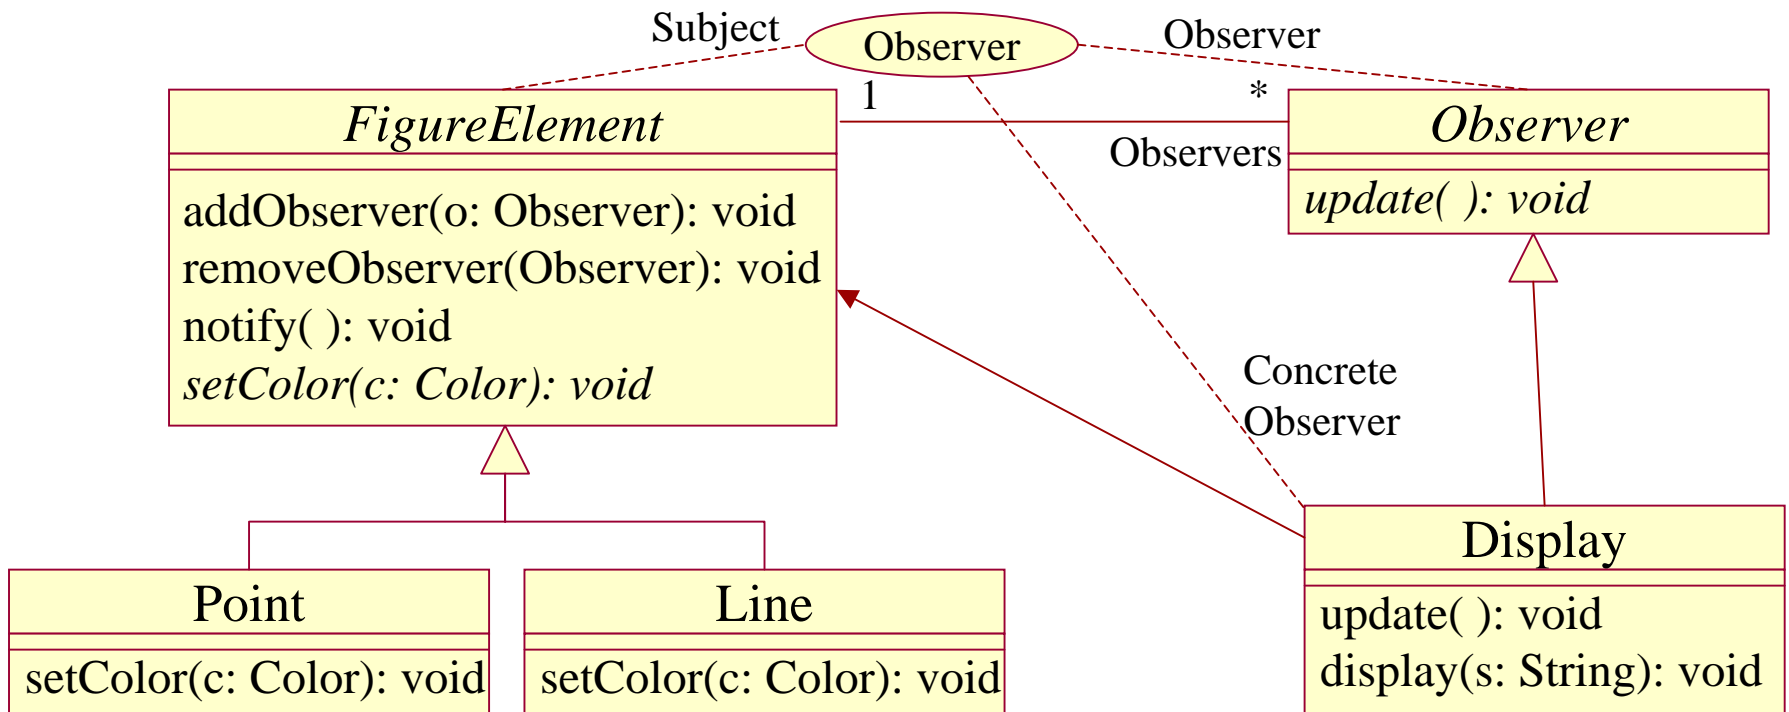 Subject
Observer
Observer
1
*
FigureElement
Observer
Observers
addObserver(o: Observer): void
removeObserver(Observer): void
notify( ): void
setColor(c: Color): void
update( ): void
Concrete
Observer
Point
setColor(c: Color): void
Line
setColor(c: Color): void
Display
update( ): void
display(s: String): void